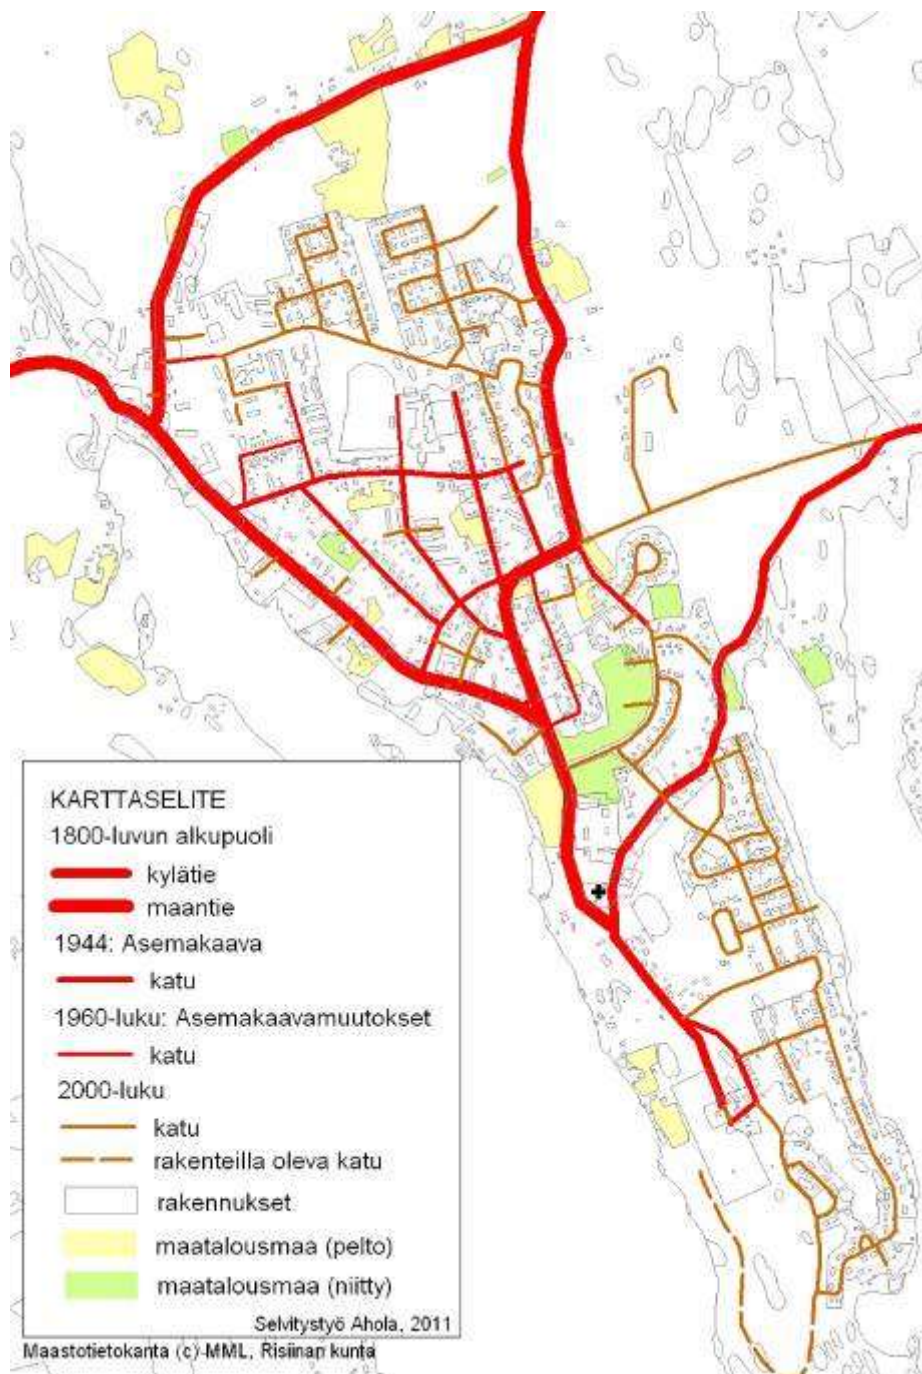 KARTTASELITE
1800-luvun alkupuoli
kylätie
maantie
1944: Asemakaava
katu
1960-luku: Asemakaavamuutokset
katu
2000-luku
katu
rakenteilla oleva katu
rakennukset
maatalousmaa (pelto)
maatalousmaa (niitty)
Selvitystyö Ahola, 2011
Maastotietokanta (c) MML, Risiinan kunta